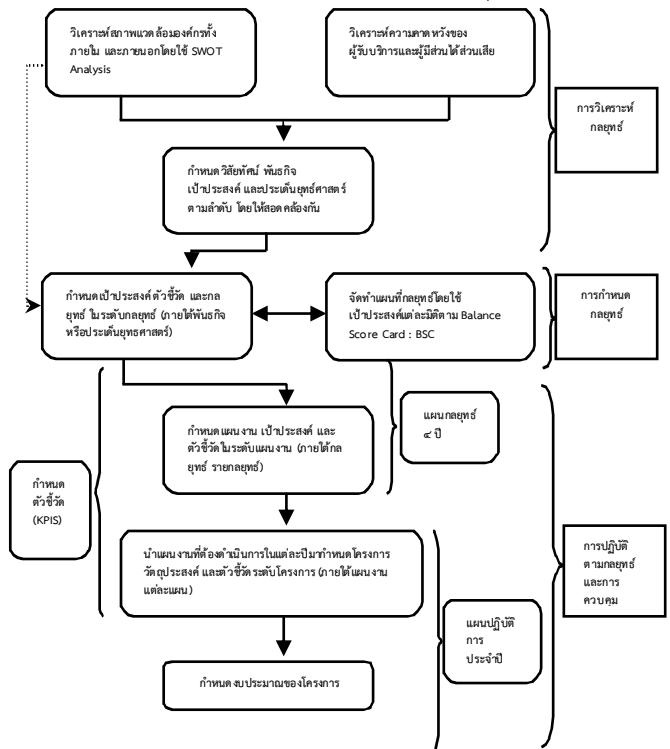 วิเคราะห์สภาพแวดล้อมองค์กรทั้ง
ภายใน และภายนอกโดยใช้ SWOT
Analysis
วิเคราะห์ความคาดหวังของ
ผู้รับบริการและผู้มีส่วนได้ส่วนเสีย
การวิเคราะห์
กลยุทธ์
กำหนดวิสัยทัศน์ พันธกิจ
เป้าประสงค์ และประเด็นยุทธ์ศาสตร์
ตามลำดับ โดยให้สอดคล้องกัน
กำหนดเป้าประสงค์ ตัวชี้วัด และกล
ยุทธ์ ในระดับกลยุทธ์ (ภายใต้พันธกิจ
หรือประเด็นยุทธศาสตร์)
จัดทำแผนที่กลยุทธ์โดยใช้
เป้าประสงค์แต่ละมิติตาม Balance
Score Card : BSC
การกำหนด
กลยุทธ์
กำหนดแผนงาน เป้าประสงค์ และ
ตัวชี้วัดในระดับแผนงาน (ภายใต้กล
ยุทธ์ รายกลยุทธ์)
แผนกลยุทธ์
๔ ปี
กำหนด
ตัวชี้วัด
(KPIS)
นำแผนงานที่ต้องดำเนินการในแต่ละปีมากำหนดโครงการ
วัตถุประสงค์ และตัวชี้วัดระดับโครงการ (ภายใต้แผนงาน
แต่ละแผน)
การปฏิบัติ
ตามกลยุทธ์
และการ
ควบคุม
แผนปฏิบัติ
การ
ประจำปี
กำหนดงบประมาณของโครงการ